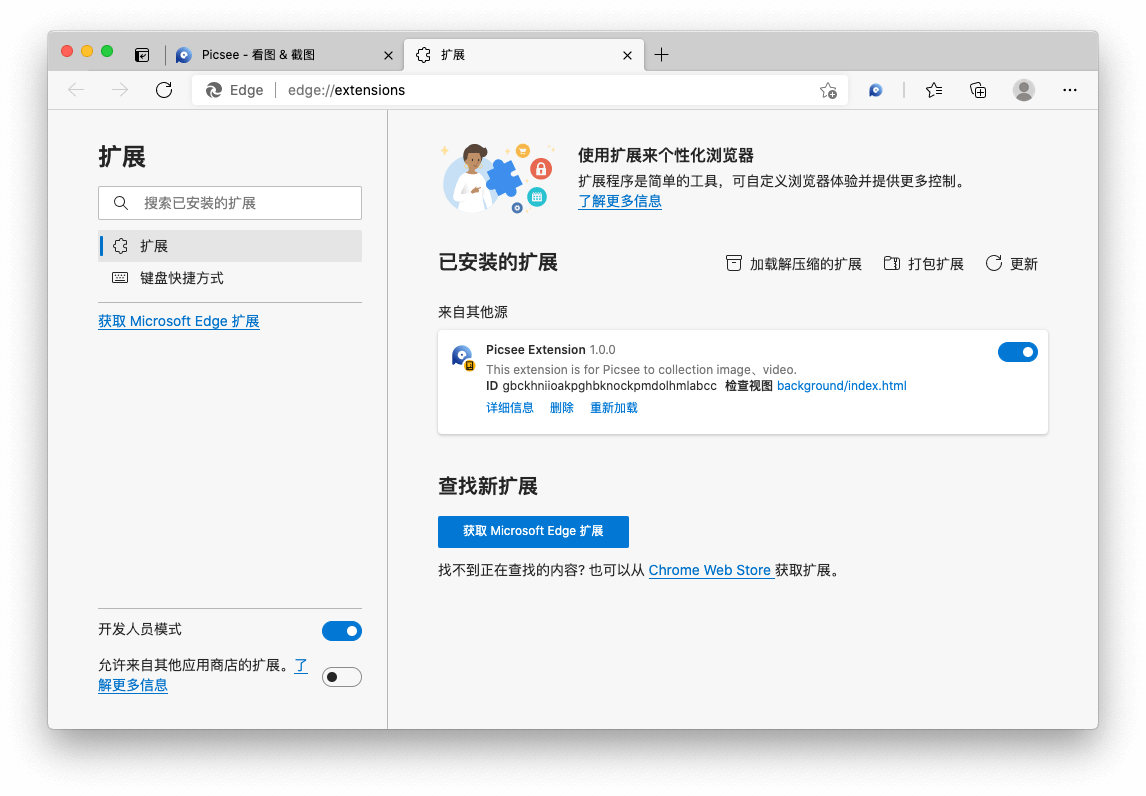 Picsee - 看图 & 截图
扩展
Edge
edge://extensions
扩展
搜索已安装的扩展
扩展
键盘快捷方式
获取 Microsoft Edge 扩展
开发人员模式
允许来自其他应用商店的扩展。了
解更多信息
使用扩展来个性化浏览器
扩展程序是简单的工具，可自定义浏览器体验并提供更多控制。
了解更多信息
已安装的扩展
加载解压缩的扩展
打包扩展
更新
来自其他源
Picsee Extension 1.0.0
This extension is for Picsee to collection image、video.
ID gbckhniioakpghbknockpmdolhmlabcc 检查视图 background/index.html
详细信息 删除 重新加载
查找新扩展
获取 Microsoft Edge 扩展
找不到正在查找的内容? 也可以从 Chrome Web Store 获取扩展。